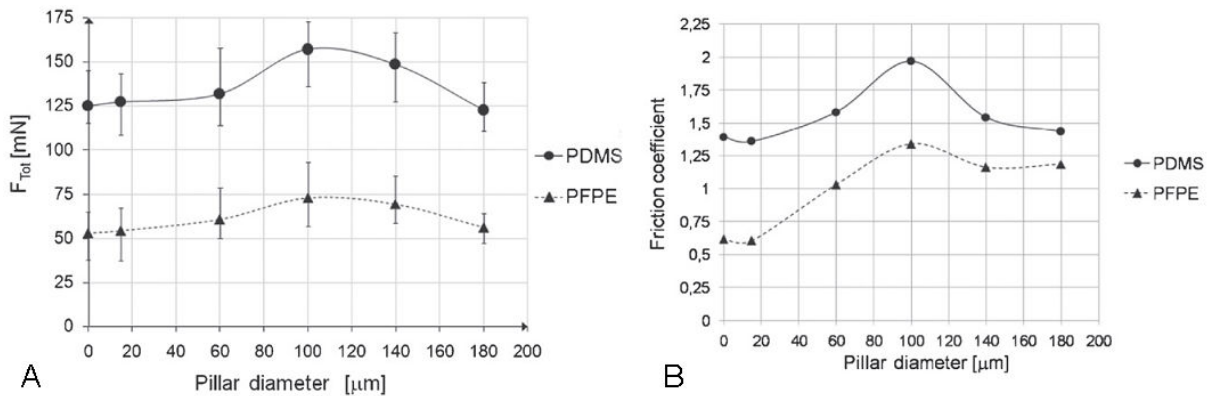 175
150
125
100
75
50
25
0
F_Tot [mN]
0 20 40 60 80 100 120 140 160 180 200
Pillar diameter [μm]
PDMS
PFPE
A
2,25
2
1,75
1,5
1,25
1
0,75
0,5
0,25
0
Friction coefficient
0 20 40 60 80 100 120 140 160 180 200
Pillar diameter [μm]
PDMS
PFPE
B